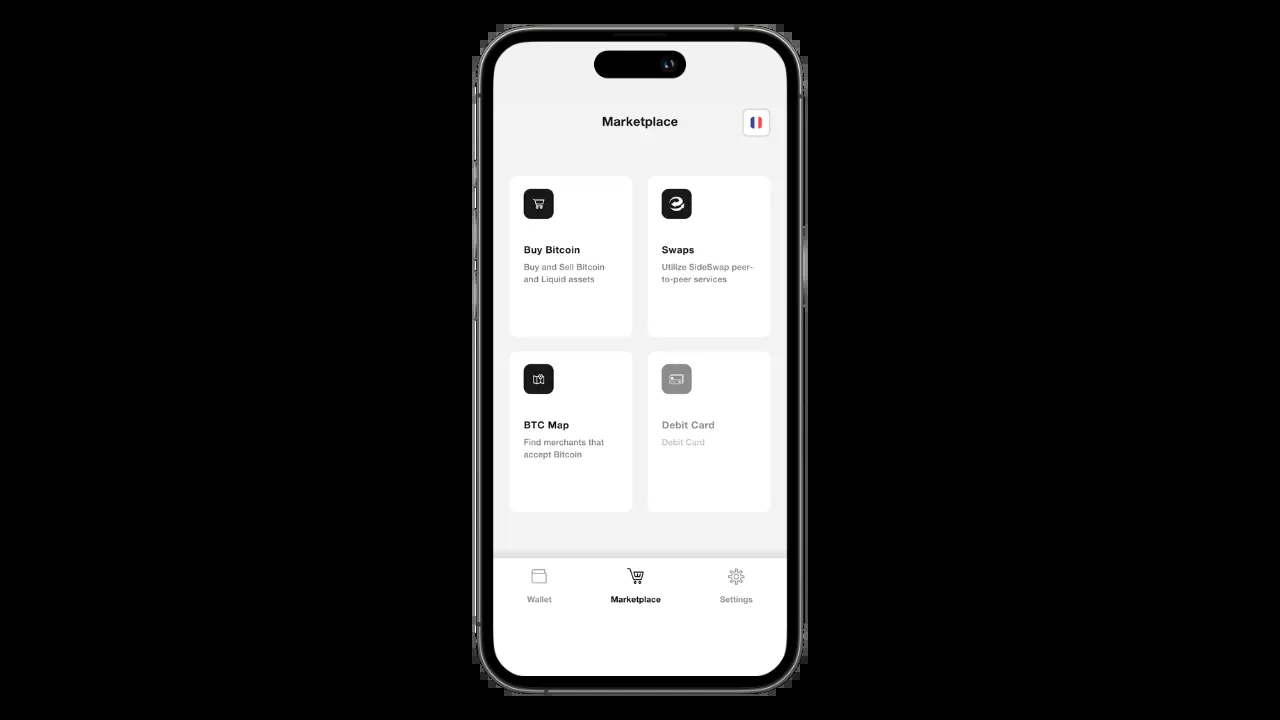 Marketplace
Buy Bitcoin
Buy and Sell Bitcoin
and Liquid assets
Swaps
Utilize SideSwap peer-
to-peer services
BTC Map
Find merchants that
accept Bitcoin
Debit Card
Debit Card
Wallet
Marketplace
Settings